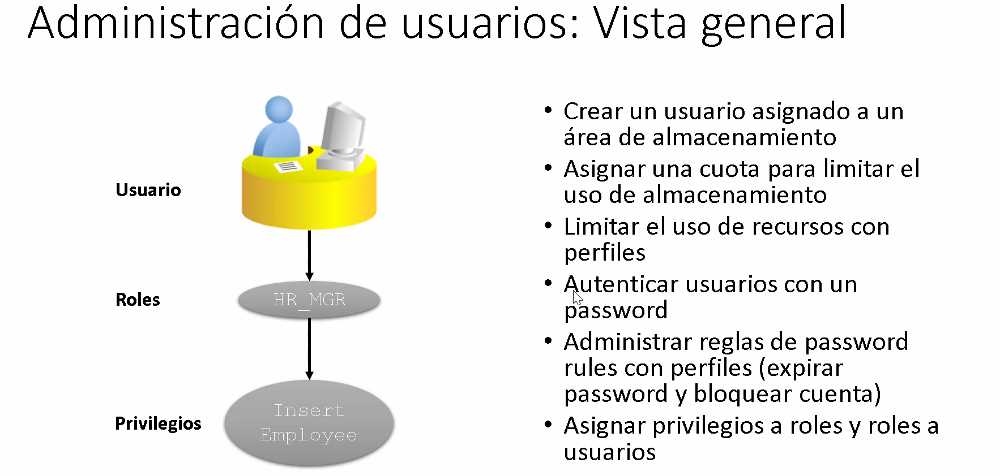 Administración de usuarios: Vista general
Usuario
Roles
HR_MGR
Privilegios
Insert
Employee
• Crear un usuario asignado a un
área de almacenamiento
• Asignar una cuota para limitar el
uso de almacenamiento
• Limitar el uso de recursos con
perfiles
• Autenticar usuarios con un
password
• Administrar reglas de password
rules con perfiles (expirar
password y bloquear cuenta)
• Asignar privilegios a roles y roles a
usuarios